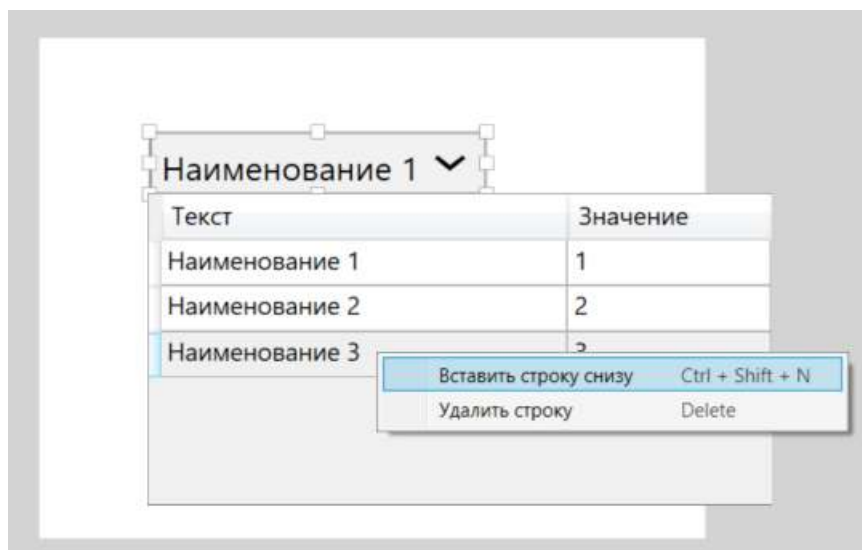 Наименование 1
Текст Значение
Наименование 1 1
Наименование 2 2
Наименование 3
Вставить строку снизу Ctrl + Shift + N
Удалить строку Delete